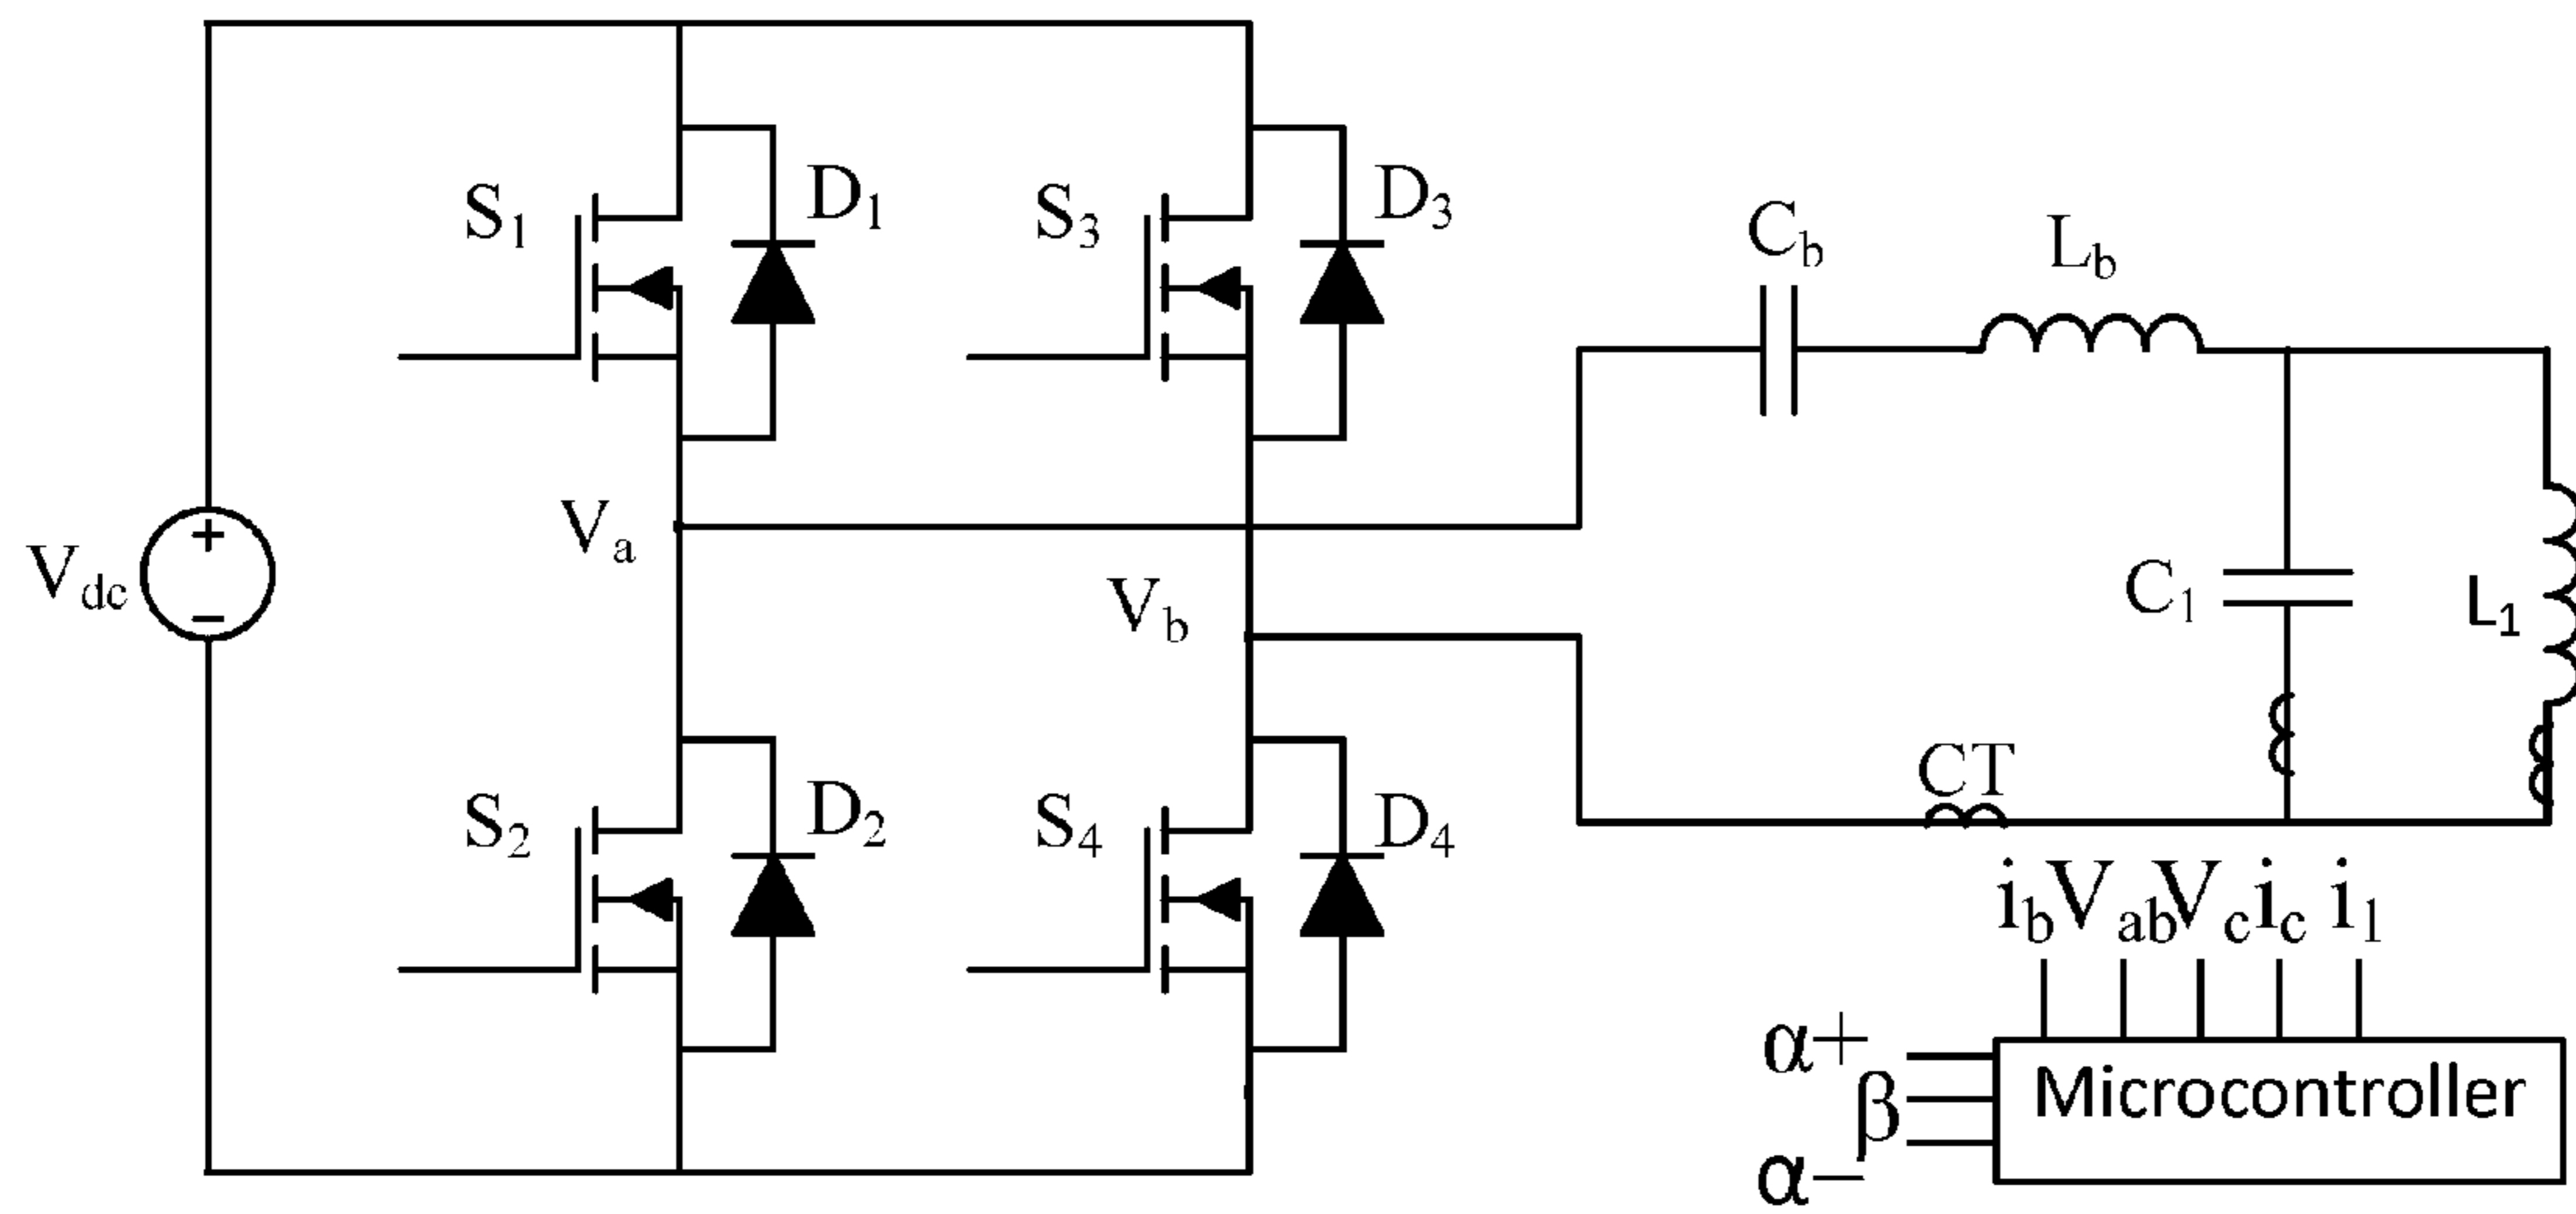 S1 D1 S3 D3
Cb Lb
Vdc + − Va Vb C1 L1
S2 D2 S4 D4 CT
ib Vab Vc ic i1
α+
β
α−
Microcontroller